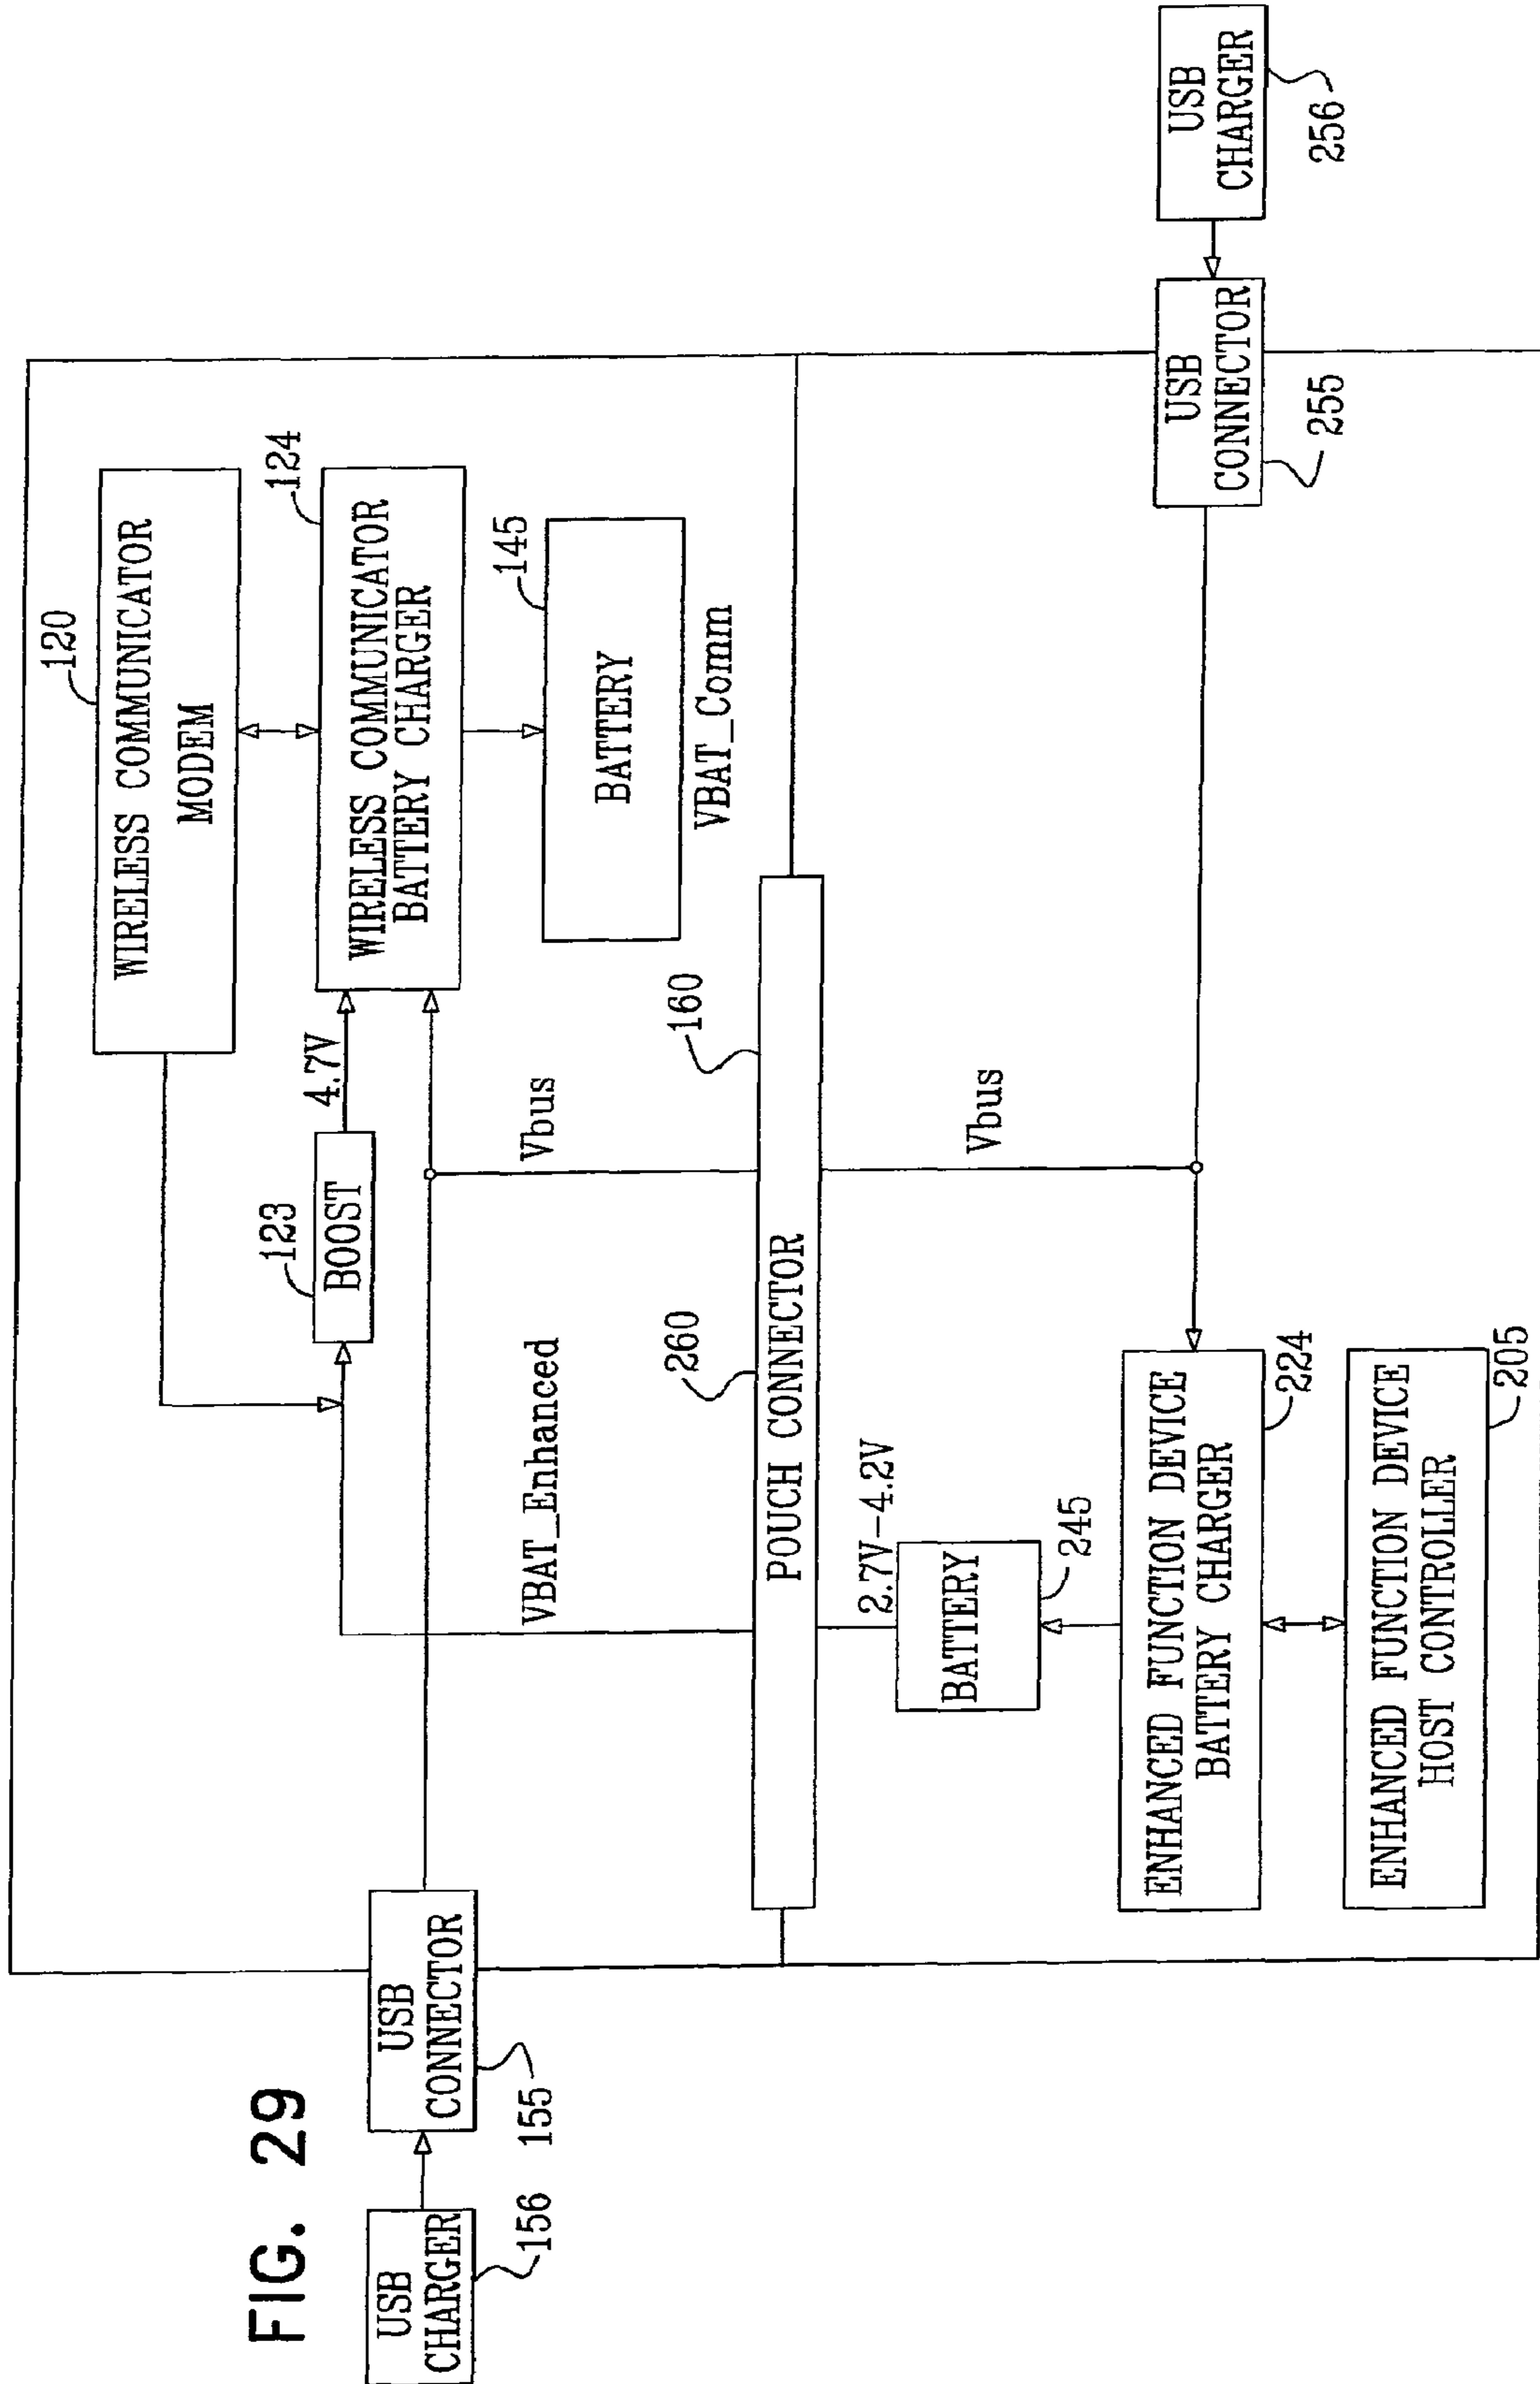 FIG. 29
120
WIRELESS COMMUNICATOR
MODEM
123
BOOST
4.7V
124
WIRELESS COMMUNICATOR
BATTERY CHARGER
145
BATTERY
VBAT_Comm
USB
CHARGER
156
USB
CONNECTOR
155
VBAT_Enhanced
Vbus
260
POUCH CONNECTOR
160
2.7V-4.2V
BATTERY
245
Vbus
ENHANCED FUNCTION DEVICE
BATTERY CHARGER
224
ENHANCED FUNCTION DEVICE
HOST CONTROLLER
205
USB
CONNECTOR
255
USB
CHARGER
256